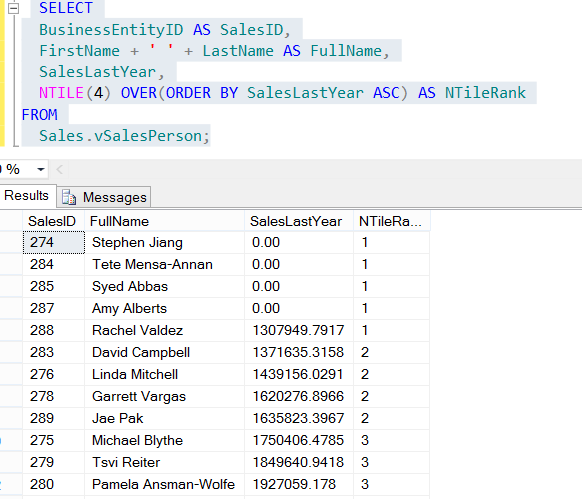 SELECT
BusinessEntityID AS SalesID,
FirstName + ' ' + LastName AS FullName,
SalesLastYear,
NTILE(4) OVER(ORDER BY SalesLastYear ASC) AS NTileRank
FROM
Sales.vSalesPerson;
0 %
Results Messages
SalesID FullName SalesLastYear NTileRa...
274 Stephen Jiang 0.00 1
284 Tete Mensa-Annan 0.00 1
285 Syed Abbas 0.00 1
287 Amy Alberts 0.00 1
288 Rachel Valdez 1307949.7917 1
283 David Campbell 1371635.3158 2
276 Linda Mitchell 1439156.0291 2
278 Garrett Vargas 1620276.8966 2
289 Jae Pak 1635823.3967 2
275 Michael Blythe 1750406.4785 3
279 Tsvi Reiter 1849640.9418 3
280 Pamela Ansman-Wolfe 1927059.178 3